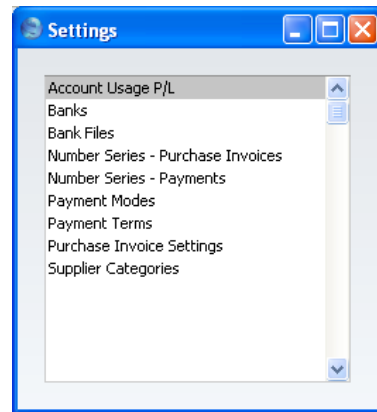 Settings
Account Usage P/L
Banks
Bank Files
Number Series - Purchase Invoices
Number Series - Payments
Payment Modes
Payment Terms
Purchase Invoice Settings
Supplier Categories